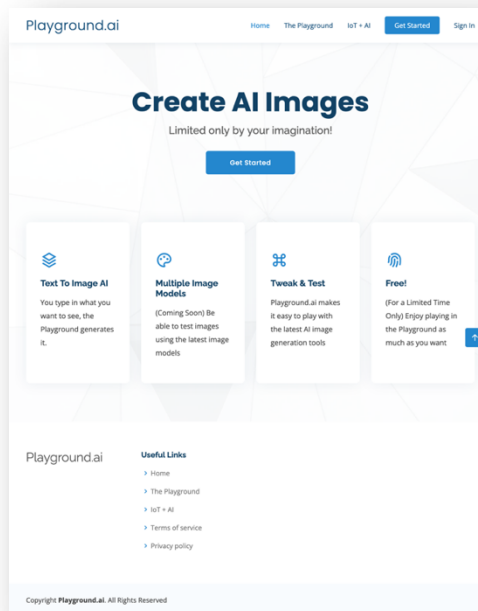 Playground.ai
Home The Playground IoT + AI Get Started Sign In
Create AI Images
Limited only by your imagination!
Get Started
Text To Image AI
You type in what you
want to see, the
Playground generates
it.
Multiple Image
Models
(Coming Soon) Be
able to test images
using the latest image
models
Tweak & Test
Playground.ai makes
it easy to play with
the latest AI image
generation tools
Free!
(For a Limited Time
Only) Enjoy playing in
the Playground as
much as you want
Playground.ai
Useful Links
Home
The Playground
IoT + AI
Terms of service
Privacy policy
Copyright Playground.ai. All Rights Reserved